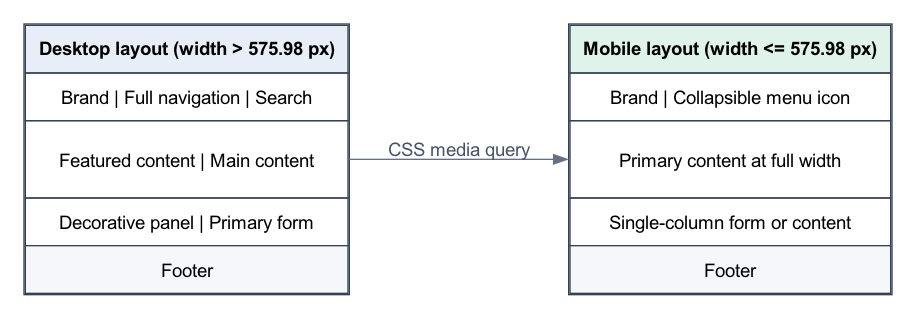 Desktop layout (width > 575.98 px)
Brand | Full navigation | Search
Featured content | Main content
Decorative panel | Primary form
Footer
CSS media query
Mobile layout (width <= 575.98 px)
Brand | Collapsible menu icon
Primary content at full width
Single-column form or content
Footer